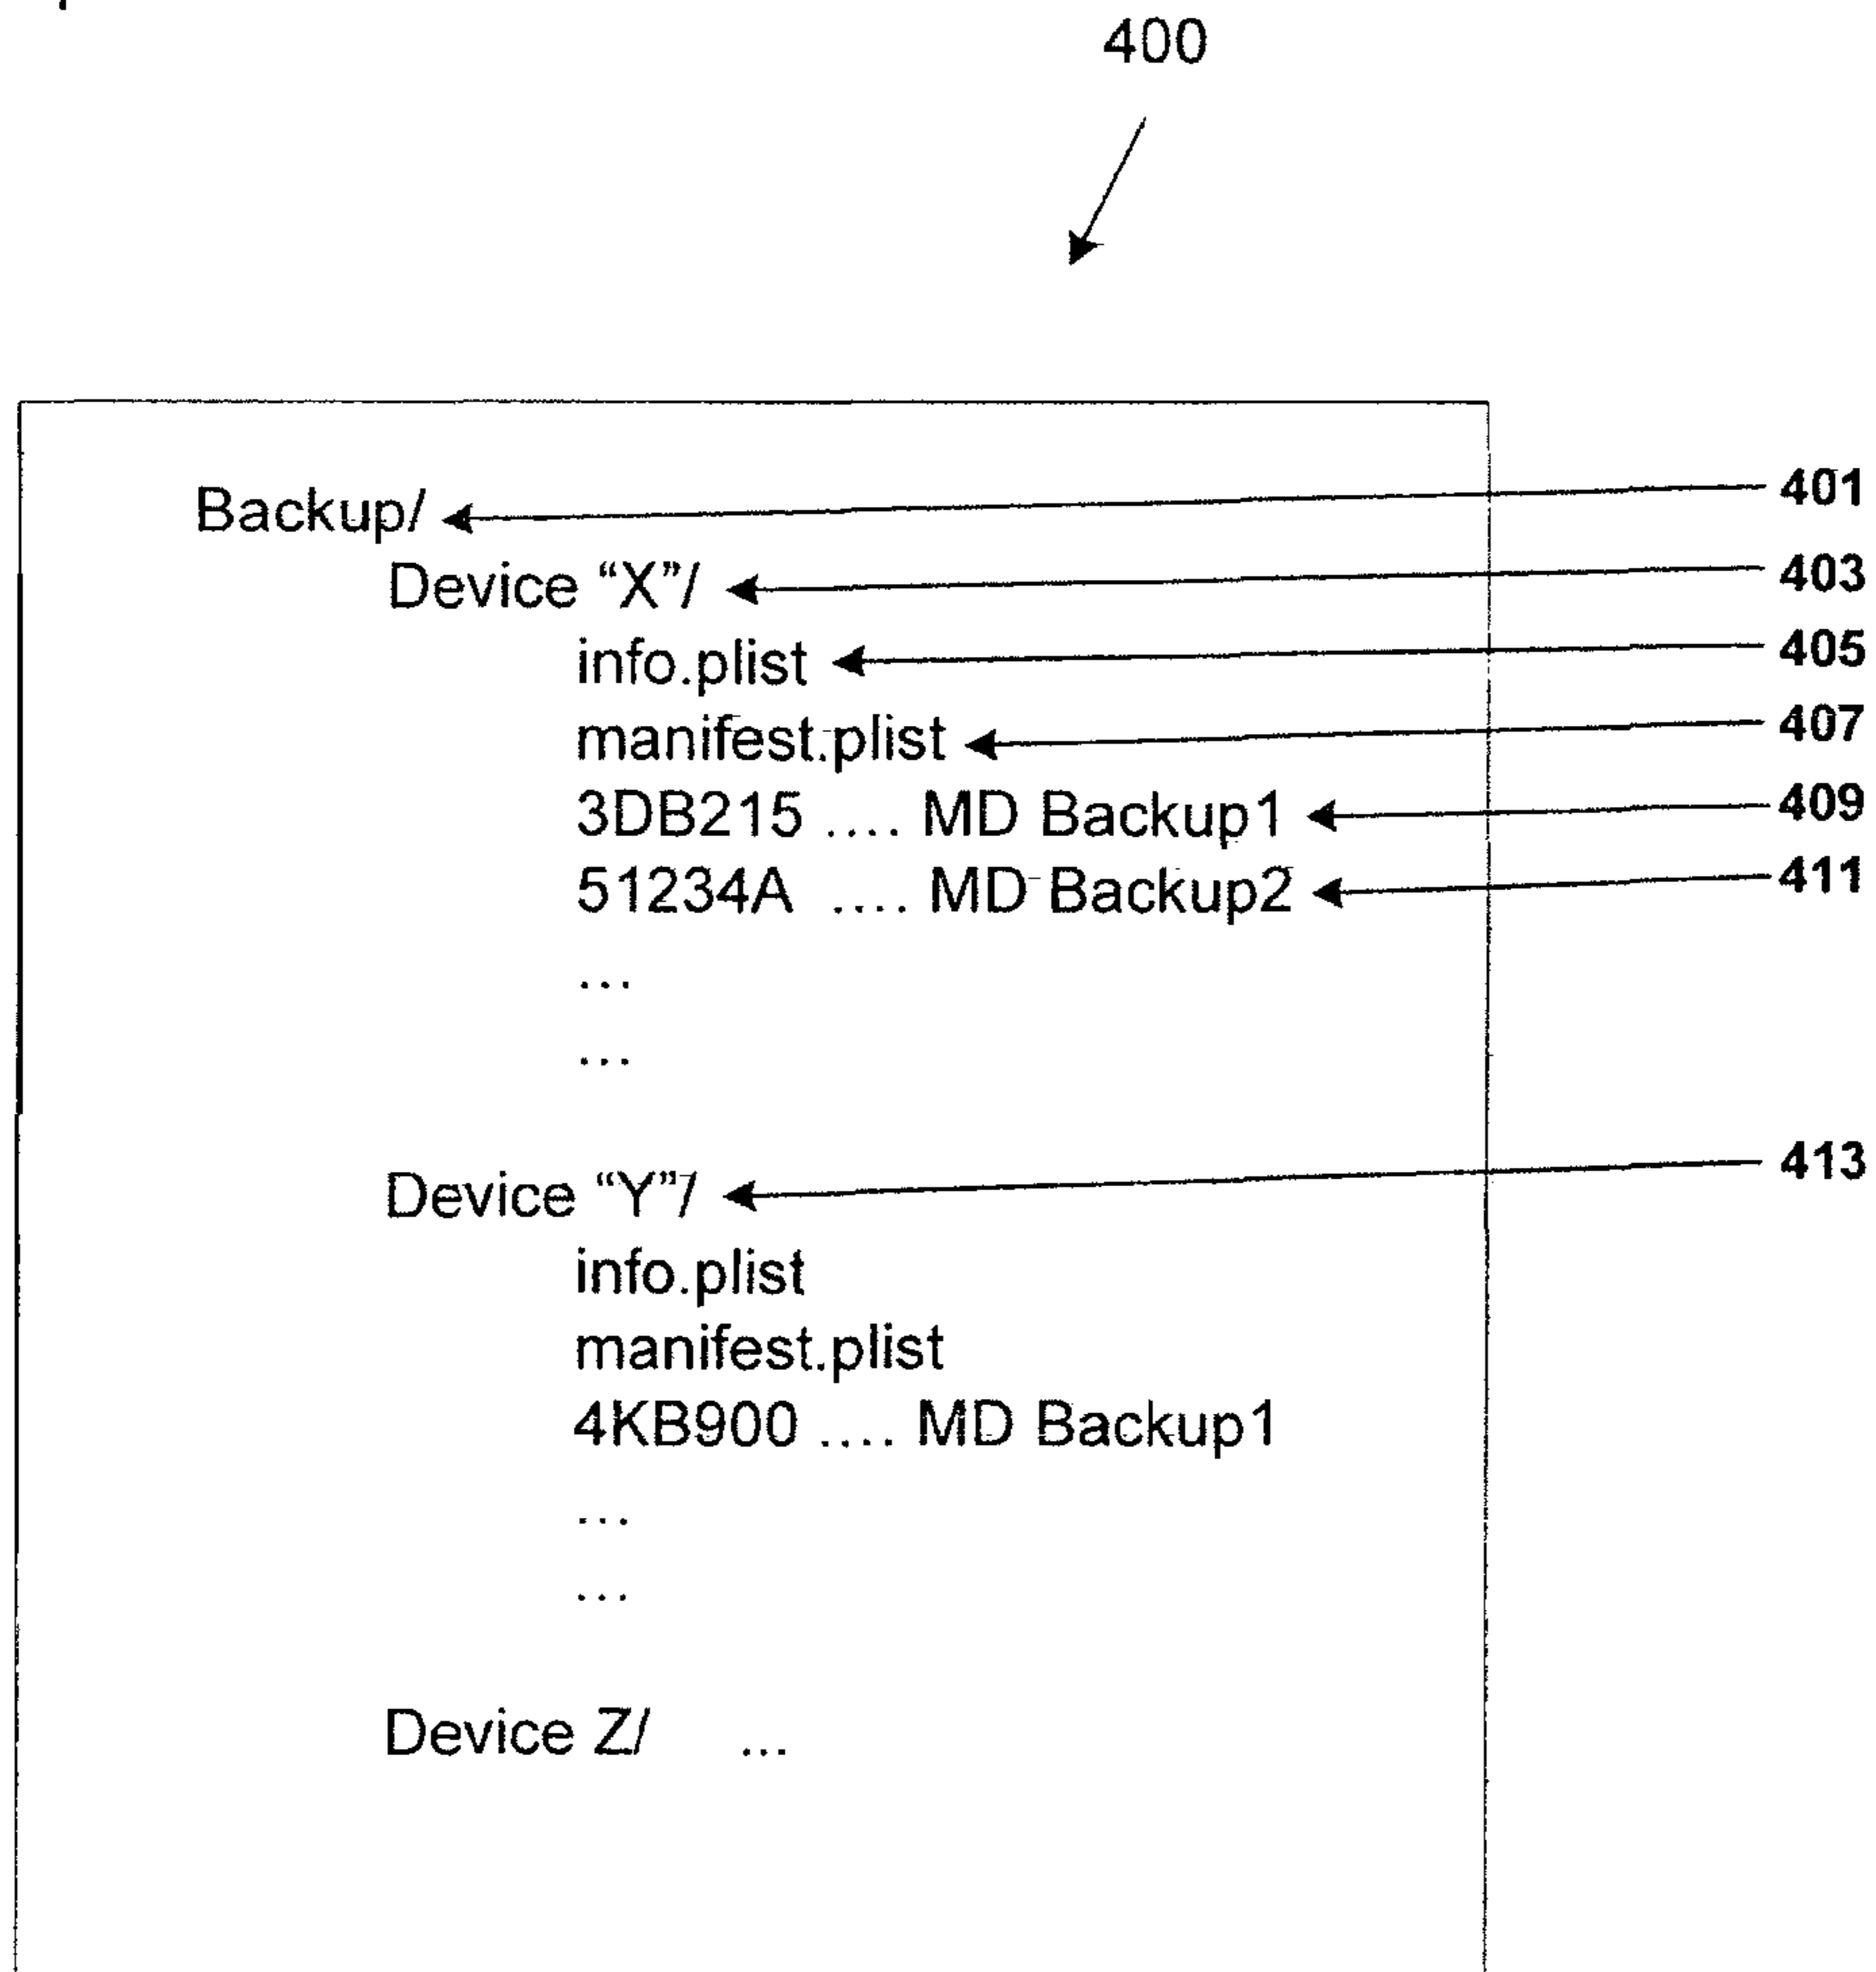 400
Backup/ 401
Device “X”/ 403
info.plist 405
manifest.plist 407
3DB215 .... MD Backup1 409
51234A .... MD Backup2 411
...
...
Device “Y”/ 413
info.plist
manifest.plist
4KB900 .... MD Backup1
...
...
Device Z/ ...